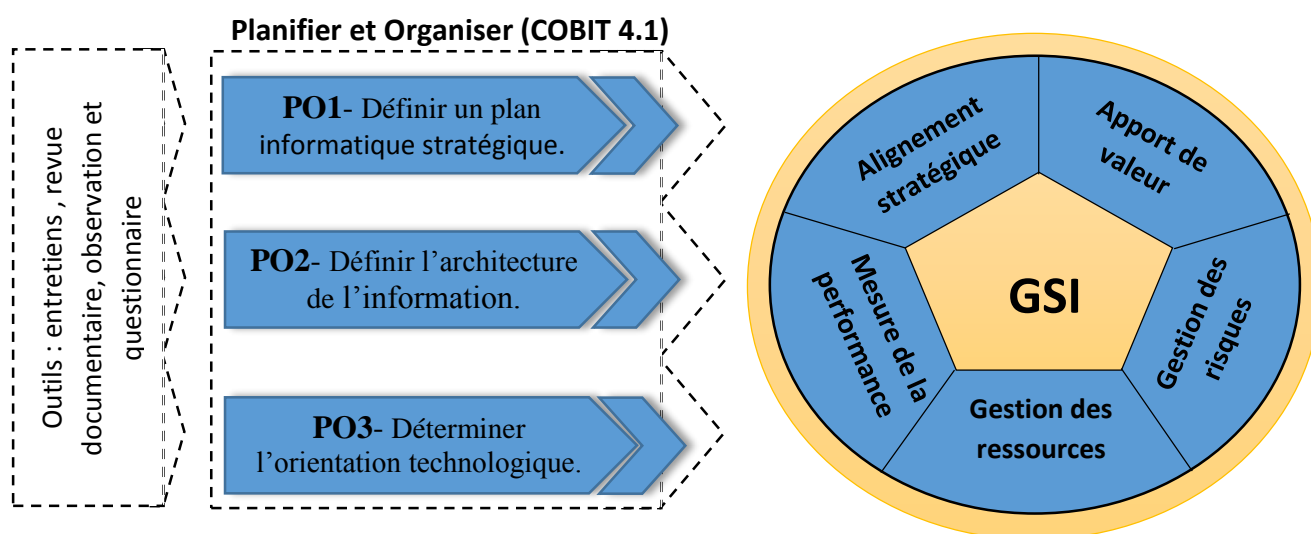 Planifier et Organiser (COBIT 4.1)
Outils : entretiens , revue
documentaire, observation et
questionnaire
PO1- Définir un plan
informatique stratégique.
PO2- Définir l’architecture
de l’information.
PO3- Déterminer
l’orientation technologique.
Alignement
stratégique
Apport de
valeur
Mesure de la
performance
GSI
Gestion des
risques
Gestion des
ressources